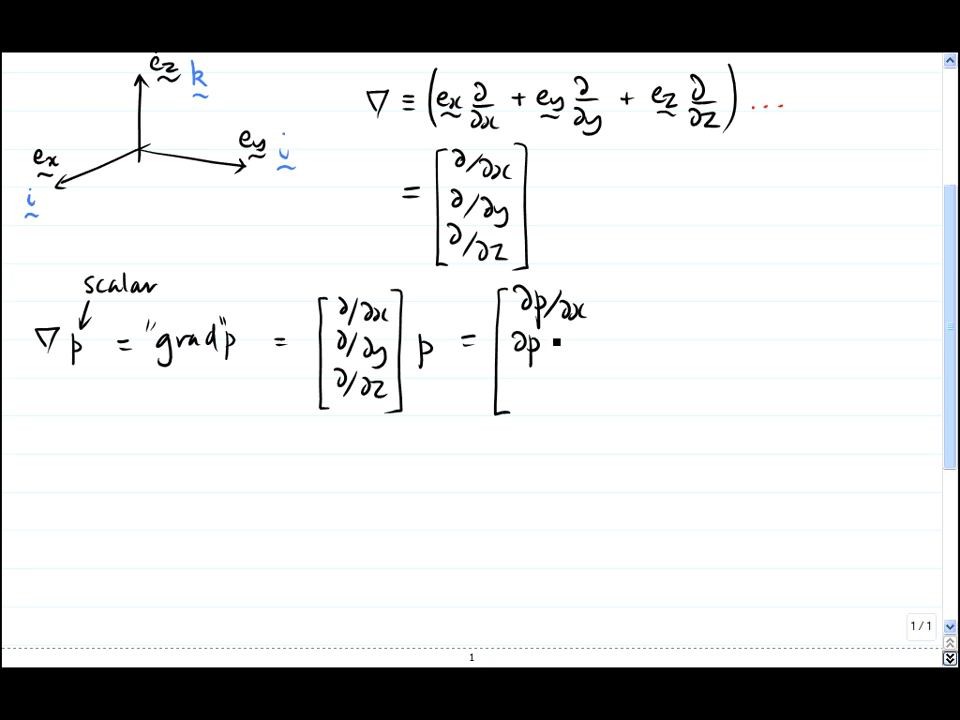 e_z k
∇ ≡ (e_x ∂/∂x + e_y ∂/∂y + e_z ∂/∂z) ...
e_y j
e_x
i
= [∂/∂x
∂/∂y
∂/∂z]
scalar
∇ p = "grad" p = [∂/∂x ∂/∂y ∂/∂z] p = [∂p/∂x ∂p
1 / 1
1